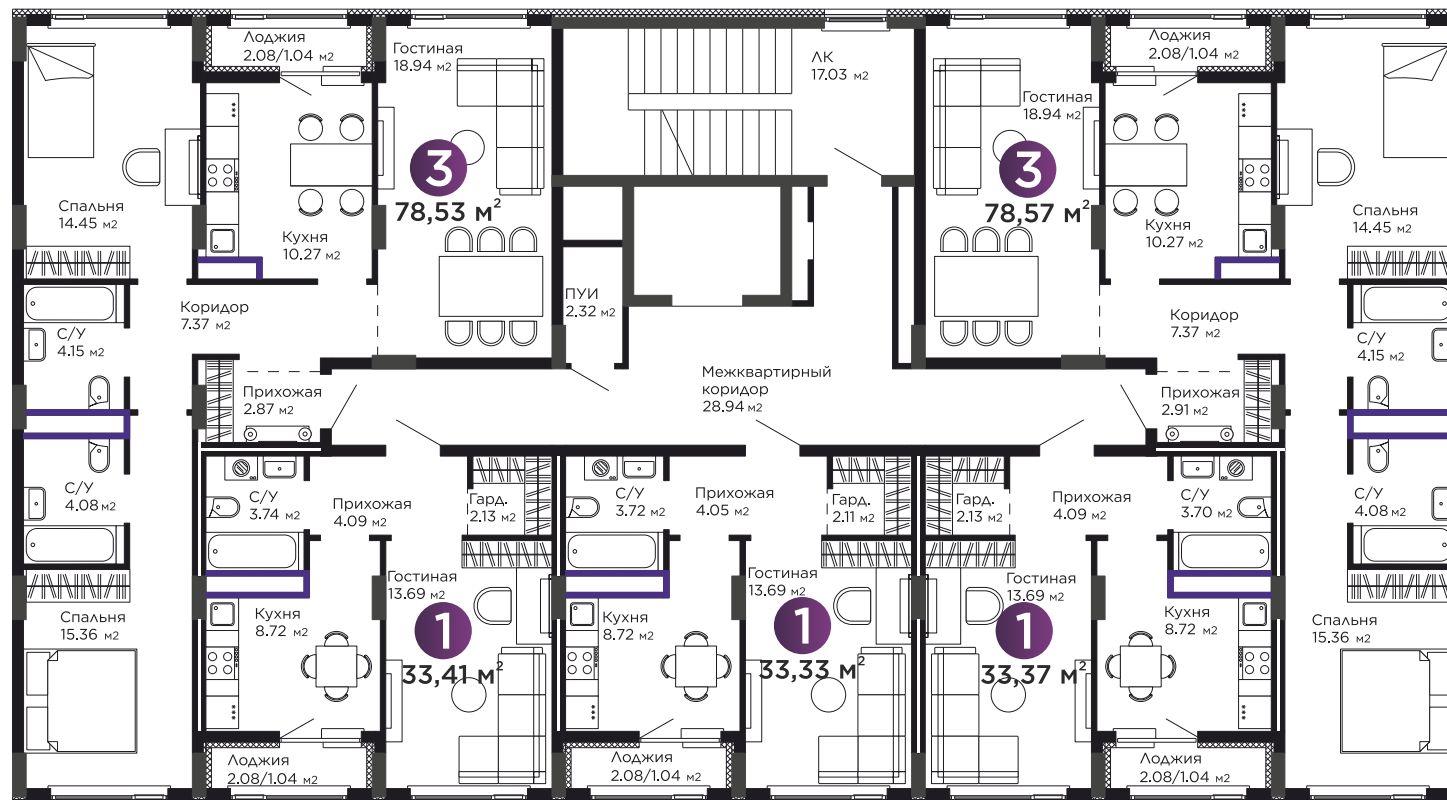 Лоджия
2.08/1.04 м2
Гостиная
18.94 м2
ЛК
17.03 м2
Гостиная
18.94 м2
Лоджия
2.08/1.04 м2
3
78,53 м²
3
78,57 м²
Спальня
14.45 м2
Кухня
10.27 м2
Кухня
10.27 м2
Спальня
14.45 м2
Коридор
7.37 м2
ПУИ
2.32 м2
Коридор
7.37 м2
С/У
4.15 м2
С/У
4.15 м2
Прихожая
2.87 м2
Межквартирный
коридор
28.94 м2
Прихожая
2.91 м2
С/У
4.08 м2
С/У
3.74 м2
Прихожая
4.09 м2
Гард.
2.13 м2
С/У
3.72 м2
Прихожая
4.05 м2
Гард.
2.11 м2
Гард.
2.13 м2
Прихожая
4.09 м2
С/У
3.70 м2
С/У
4.08 м2
Спальня
15.36 м2
Кухня
8.72 м2
Гостиная
13.69 м2
1
33,41 м²
Кухня
8.72 м2
Гостиная
13.69 м2
1
33,33 м²
Гостиная
13.69 м2
1
33,37 м²
Кухня
8.72 м2
Спальня
15.36 м2
Лоджия
2.08/1.04 м2
Лоджия
2.08/1.04 м2
Лоджия
2.08/1.04 м2